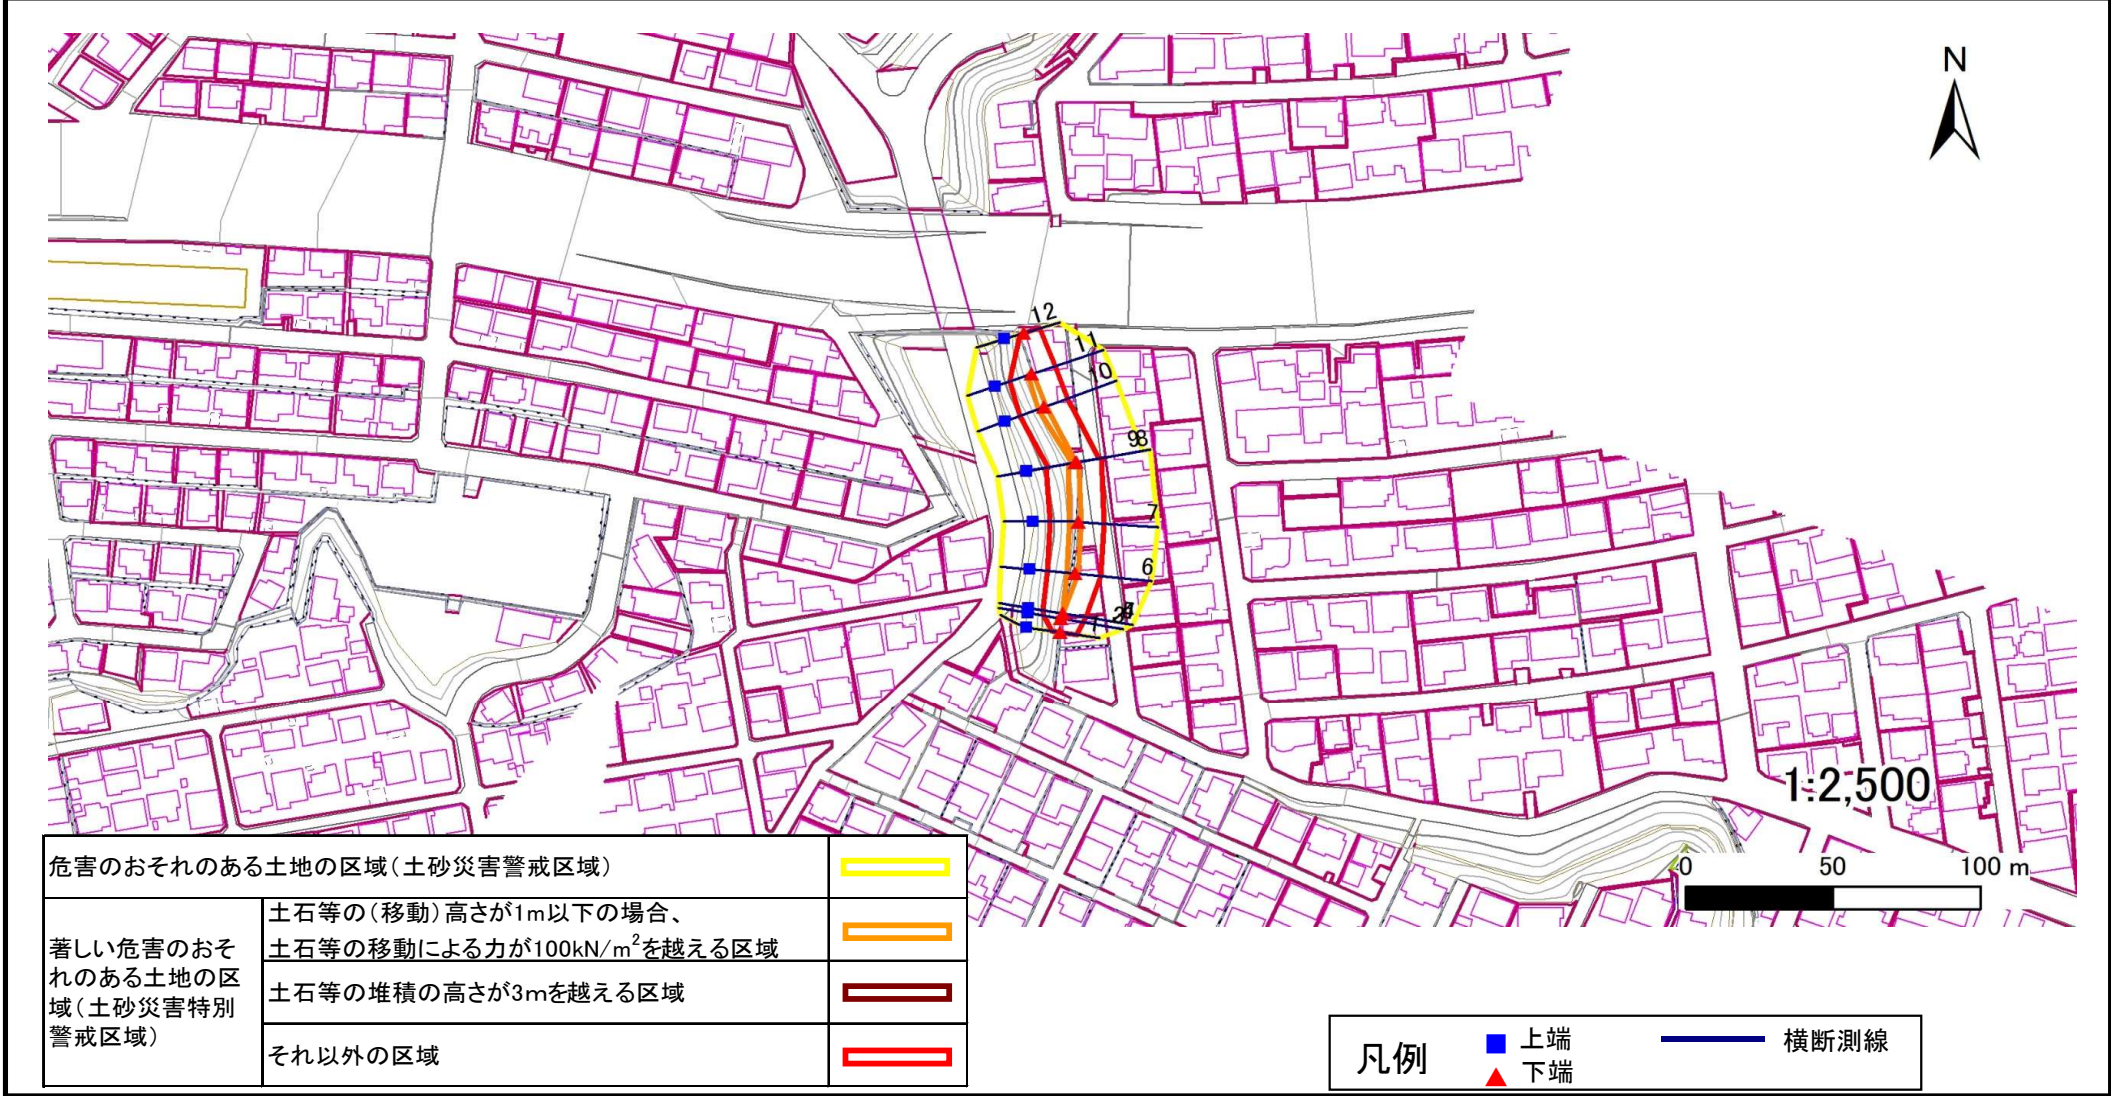 N
12
11
10
98
7
6
1
1:2,500
0 50 100 m
危害のおそれのある土地の区域(土砂災害警戒区域)
著しい危害のおそ
れのある土地の区
域(土砂災害特別
警戒区域)
土石等の(移動)高さが1m以下の場合、
土石等の移動による力が100kN/m²を越える区域
土石等の堆積の高さが3mを越える区域
それ以外の区域
凡例
上端
下端
横断測線